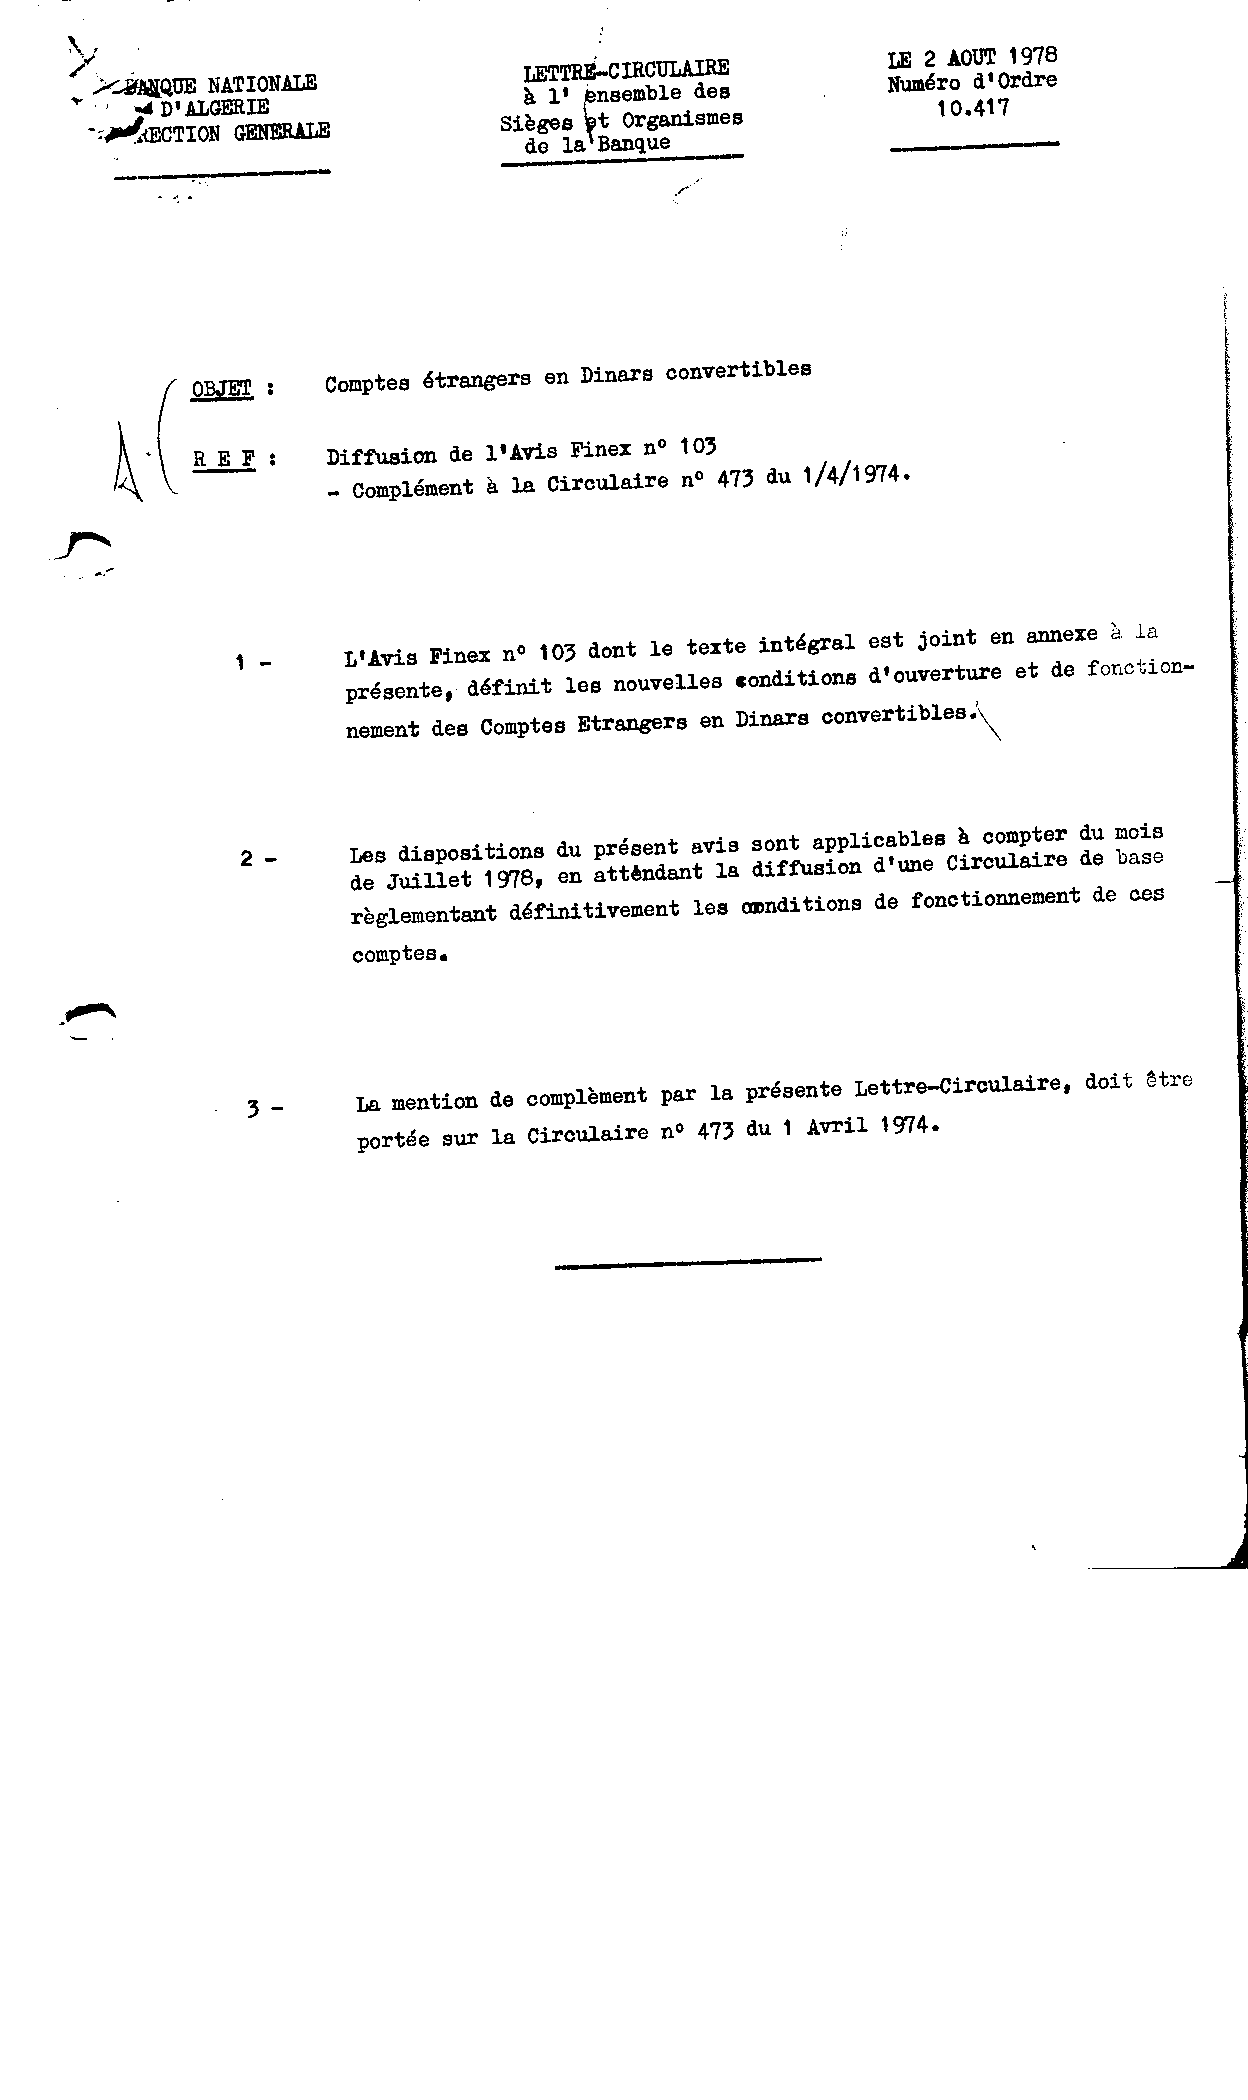 BANQUE NATIONALE
D'ALGERIE
DIRECTION GENERALE
LETTRE-CIRCULAIRE
à l' ensemble des
Sièges et Organismes
de la Banque
LE 2 AOUT 1978
Numéro d'Ordre
10.417
OBJET : Comptes étrangers en Dinars convertibles
R E F : Diffusion de l'Avis Finex n° 103
- Complément à la Circulaire n° 473 du 1/4/1974.
1 - L'Avis Finex n° 103 dont le texte intégral est joint en annexe à la
présente, définit les nouvelles conditions d'ouverture et de fonction-
nement des Comptes Etrangers en Dinars convertibles.
2 - Les dispositions du présent avis sont applicables à compter du mois
de Juillet 1978, en attendant la diffusion d'une Circulaire de base
règlementant définitivement les conditions de fonctionnement de ces
comptes.
3 - La mention de complèment par la présente Lettre-Circulaire, doit être
portée sur la Circulaire n° 473 du 1 Avril 1974.